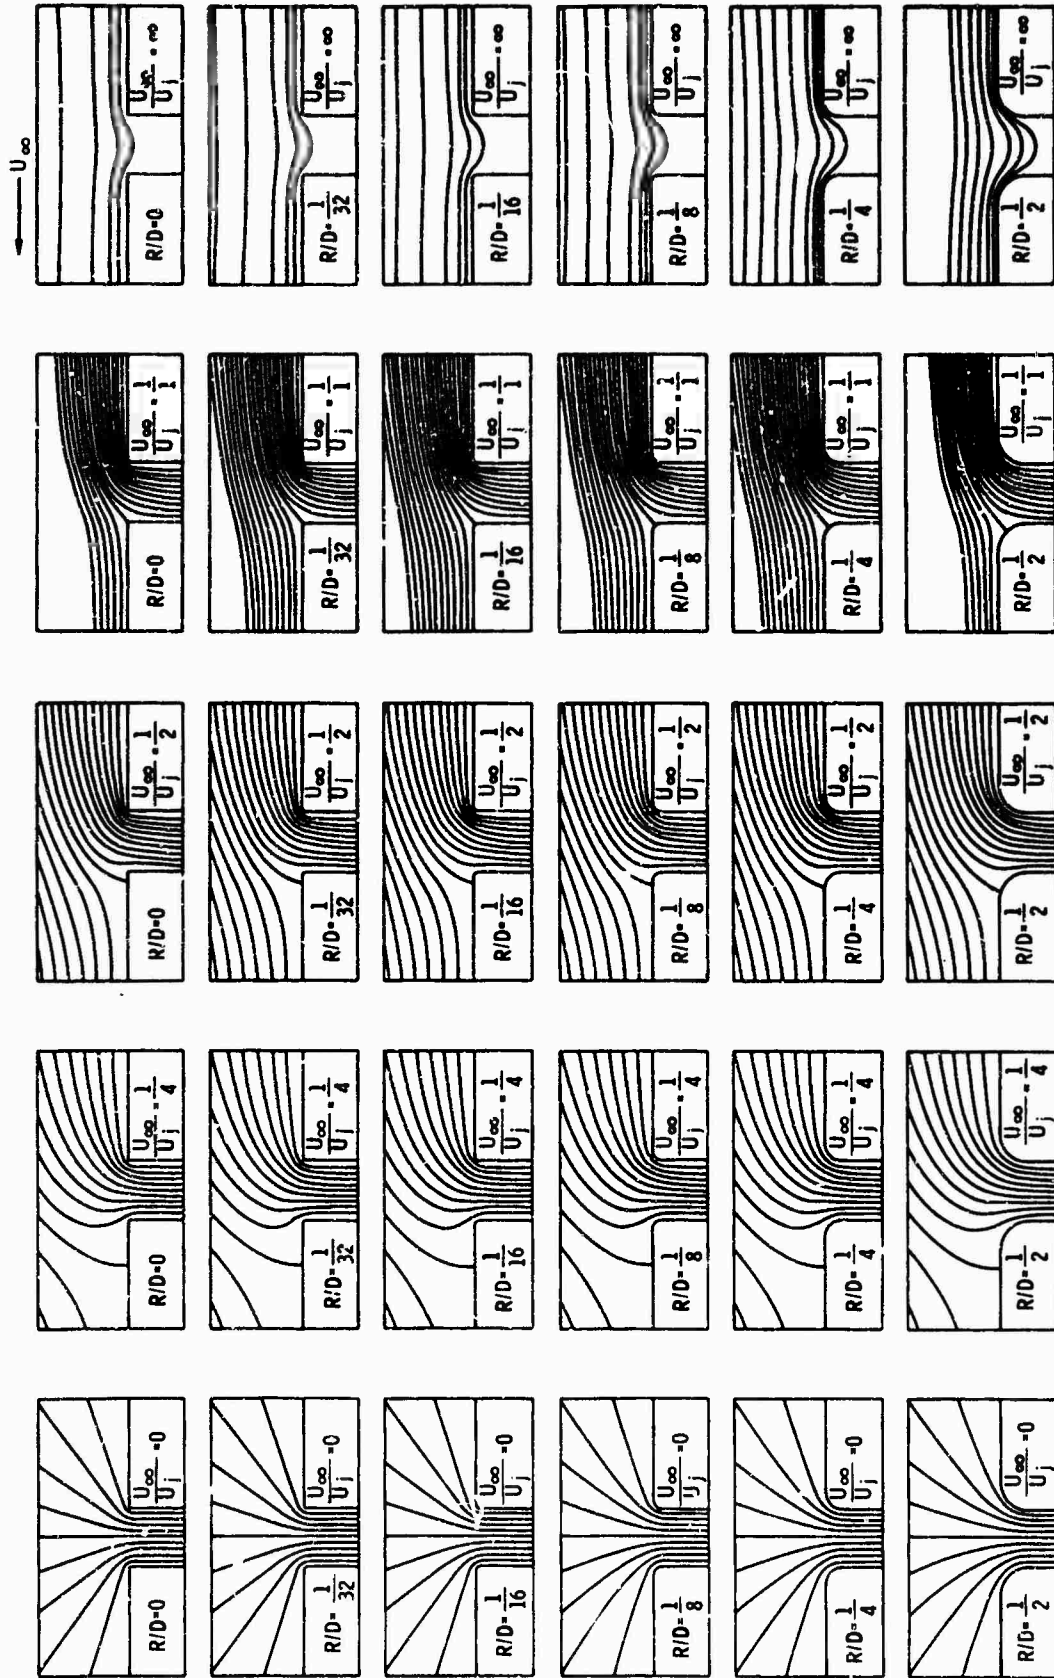 U∞
R/D=0 U∞/Uj=0
R/D=0 U∞/Uj=1/4
R/D=0 U∞/Uj=1/2
R/D=0 U∞/Uj=1/1
R/D=0 U∞/Uj=∞
R/D=1/32 U∞/Uj=0
R/D=1/32 U∞/Uj=1/4
R/D=1/32 U∞/Uj=1/2
R/D=1/32 U∞/Uj=1/1
R/D=1/32 U∞/Uj=∞
R/D=1/16 U∞/Uj=0
R/D=1/16 U∞/Uj=1/4
R/D=1/16 U∞/Uj=1/2
R/D=1/16 U∞/Uj=1/1
R/D=1/16 U∞/Uj=∞
R/D=1/8 U∞/Uj=0
R/D=1/8 U∞/Uj=1/4
R/D=1/8 U∞/Uj=1/2
R/D=1/8 U∞/Uj=1/1
R/D=1/8 U∞/Uj=∞
R/D=1/4 U∞/Uj=0
R/D=1/4 U∞/Uj=1/4
R/D=1/4 U∞/Uj=1/2
R/D=1/4 U∞/Uj=1/1
R/D=1/4 U∞/Uj=∞
R/D=1/2 U∞/Uj=0
R/D=1/2 U∞/Uj=1/4
R/D=1/2 U∞/Uj=1/2
R/D=1/2 U∞/Uj=1/1
R/D=1/2 U∞/Uj=∞